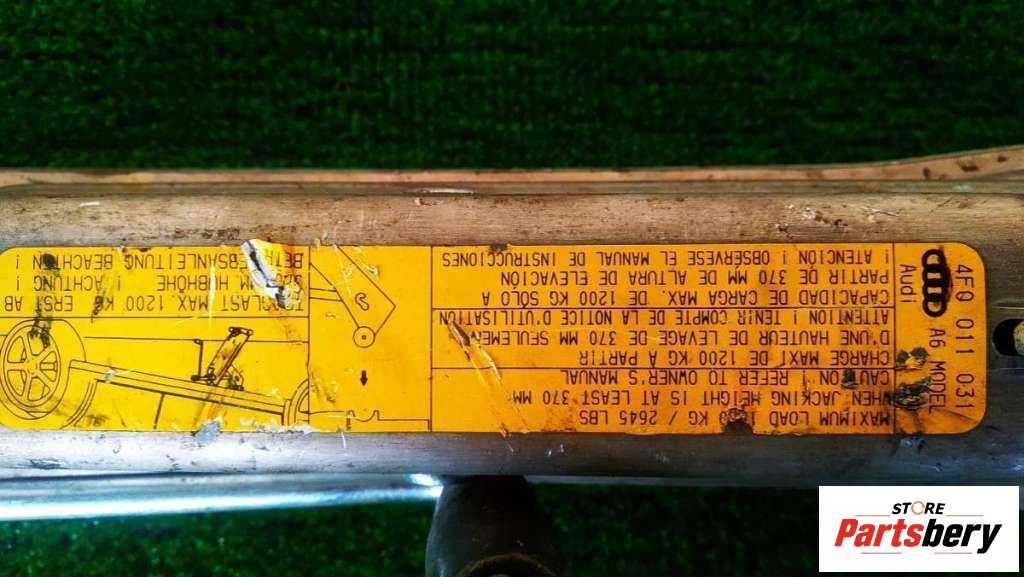 4F0 011 031
Audi A6 MODEL
MAXIMUM LOAD KG / 2645 LBS
WHEN JACKING HEIGHT IS AT LEAST 370 MM
CAUTION ! REFER TO OWNER'S MANUAL
CHARGE MAXI DE 1200 KG A PARTIR
D'UNE HAUTEUR DE LEVAGE DE 370 MM SEULEMENT
ATTENTION ! TENIR COMPTE DE LA NOTICE D'UTILISATION
CAPACIDAD DE CARGA MAX. DE 1200 KG SÓLO A
PARTIR DE 370 MM DE ALTURA DE ELEVACIÓN
! ATENCIÓN ! OBSÉRVESE EL MANUAL DE INSTRUCCIONES
TRAGLAST MAX. 1200 KG ERST AB
370 MM HUBHÖHE ! ACHTUNG !
BETRIEBSANLEITUNG BEACHTEN !
STORE
Partsbery